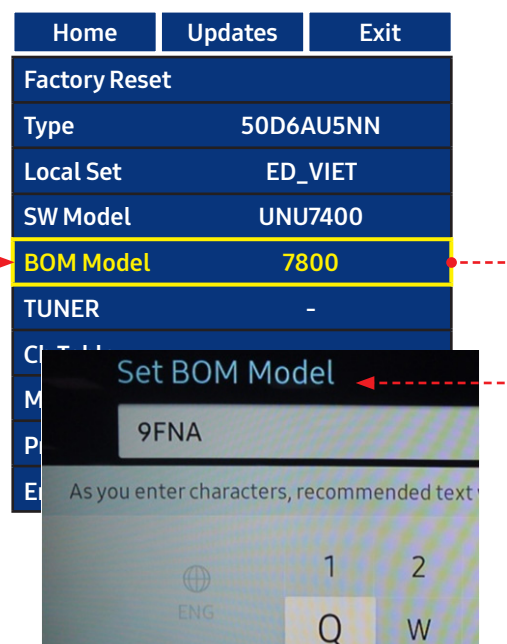 Home Updates Exit
Factory Reset
Type 50D6AU5NN
Local Set ED_VIET
SW Model UNU7400
BOM Model 7800
TUNER -
Set BOM Model
9FNA
As you enter characters, recommended text
1 2
ENG
Q W